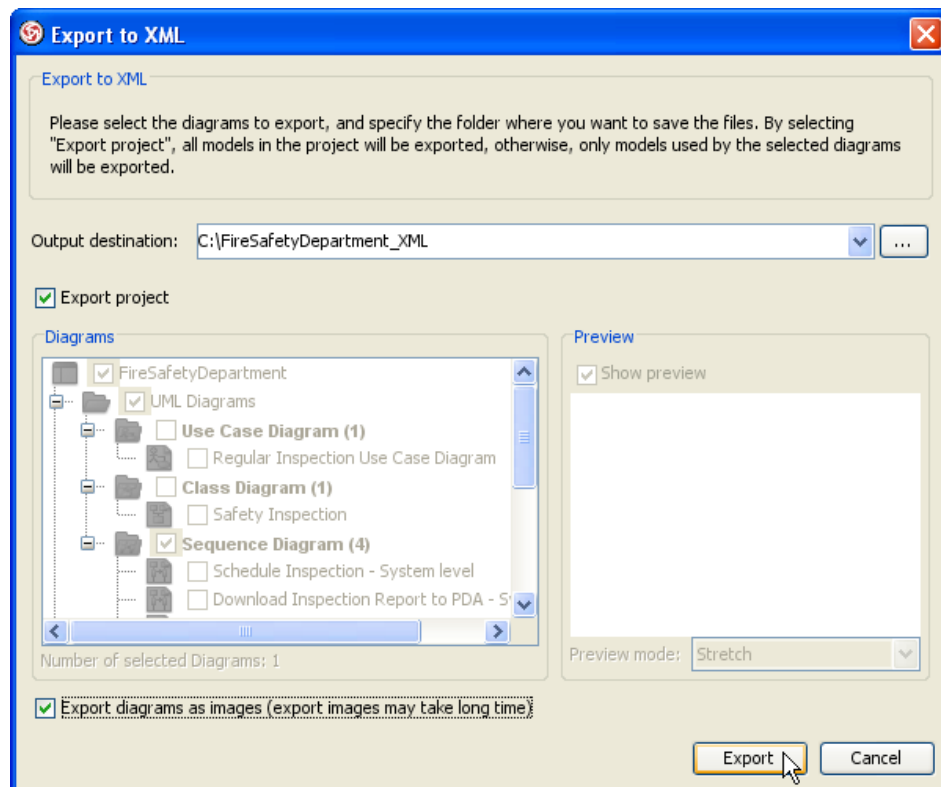 Export to XML
Export to XML
Please select the diagrams to export, and specify the folder where you want to save the files. By selecting
"Export project", all models in the project will be exported, otherwise, only models used by the selected diagrams
will be exported.
Output destination: C:\FireSafetyDepartment_XML ...
Export project
Diagrams
FireSafetyDepartment
UML Diagrams
Use Case Diagram (1)
Regular Inspection Use Case Diagram
Class Diagram (1)
Safety Inspection
Sequence Diagram (4)
Schedule Inspection - System level
Download Inspection Report to PDA - S
Number of selected Diagrams: 1
Preview
Show preview
Preview mode: Stretch
Export diagrams as images (export images may take long time)
Export Cancel